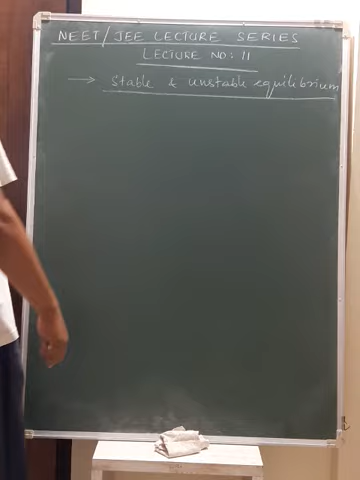 NEET/JEE LECTURE SERIES
LECTURE NO: 11
→ Stable & unstable equilibrium